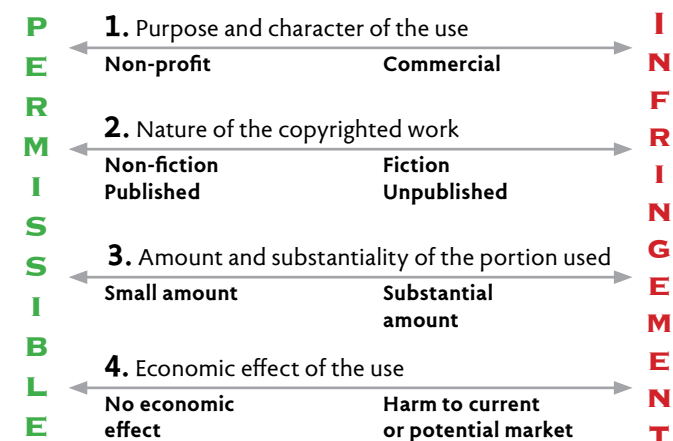 PERMISSIBLE
1. Purpose and character of the use
Non-profit Commercial
2. Nature of the copyrighted work
Non-fiction Fiction
Published Unpublished
3. Amount and substantiality of the portion used
Small amount Substantial
amount
4. Economic effect of the use
No economic Harm to current
effect or potential market
INFRINGEMENT